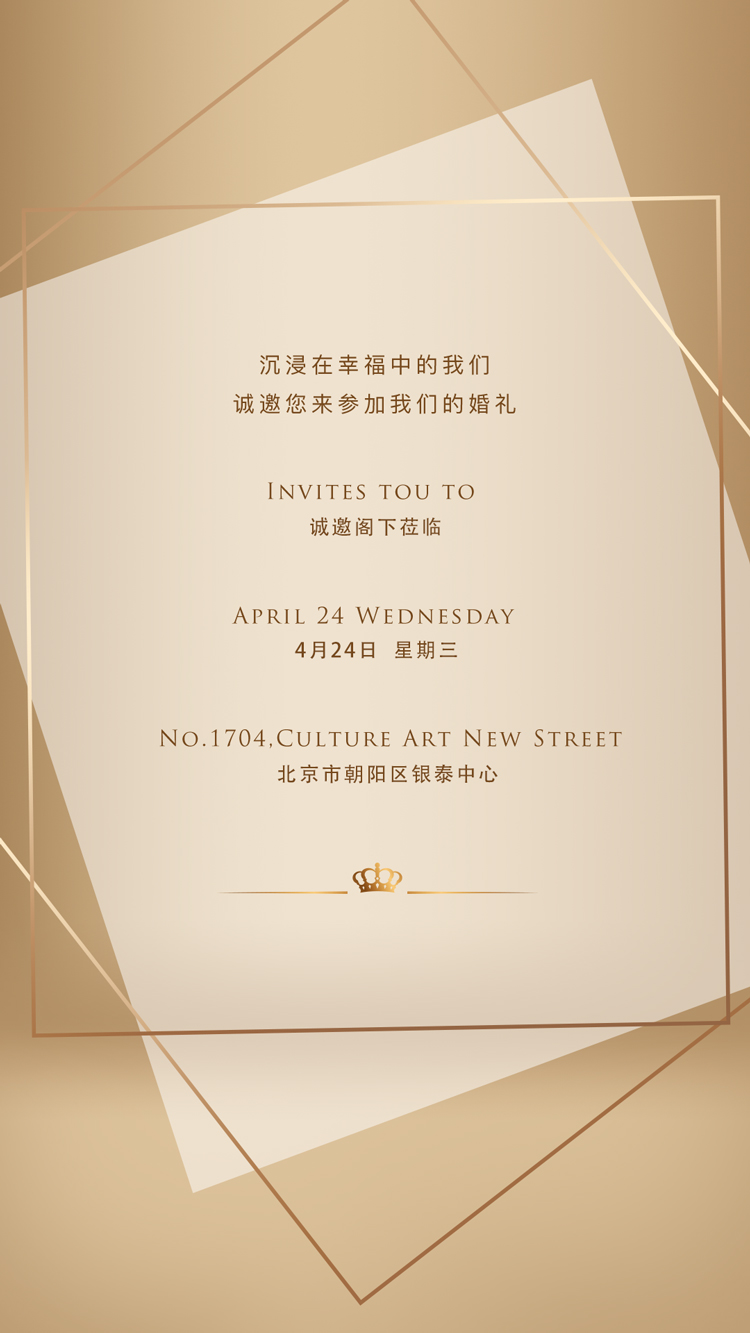 沉浸在幸福中的我们
诚邀您来参加我们的婚礼
Invites tou to
诚邀阁下莅临
April 24 Wednesday
4月24日 星期三
No.1704,Culture Art New Street
北京市朝阳区银泰中心